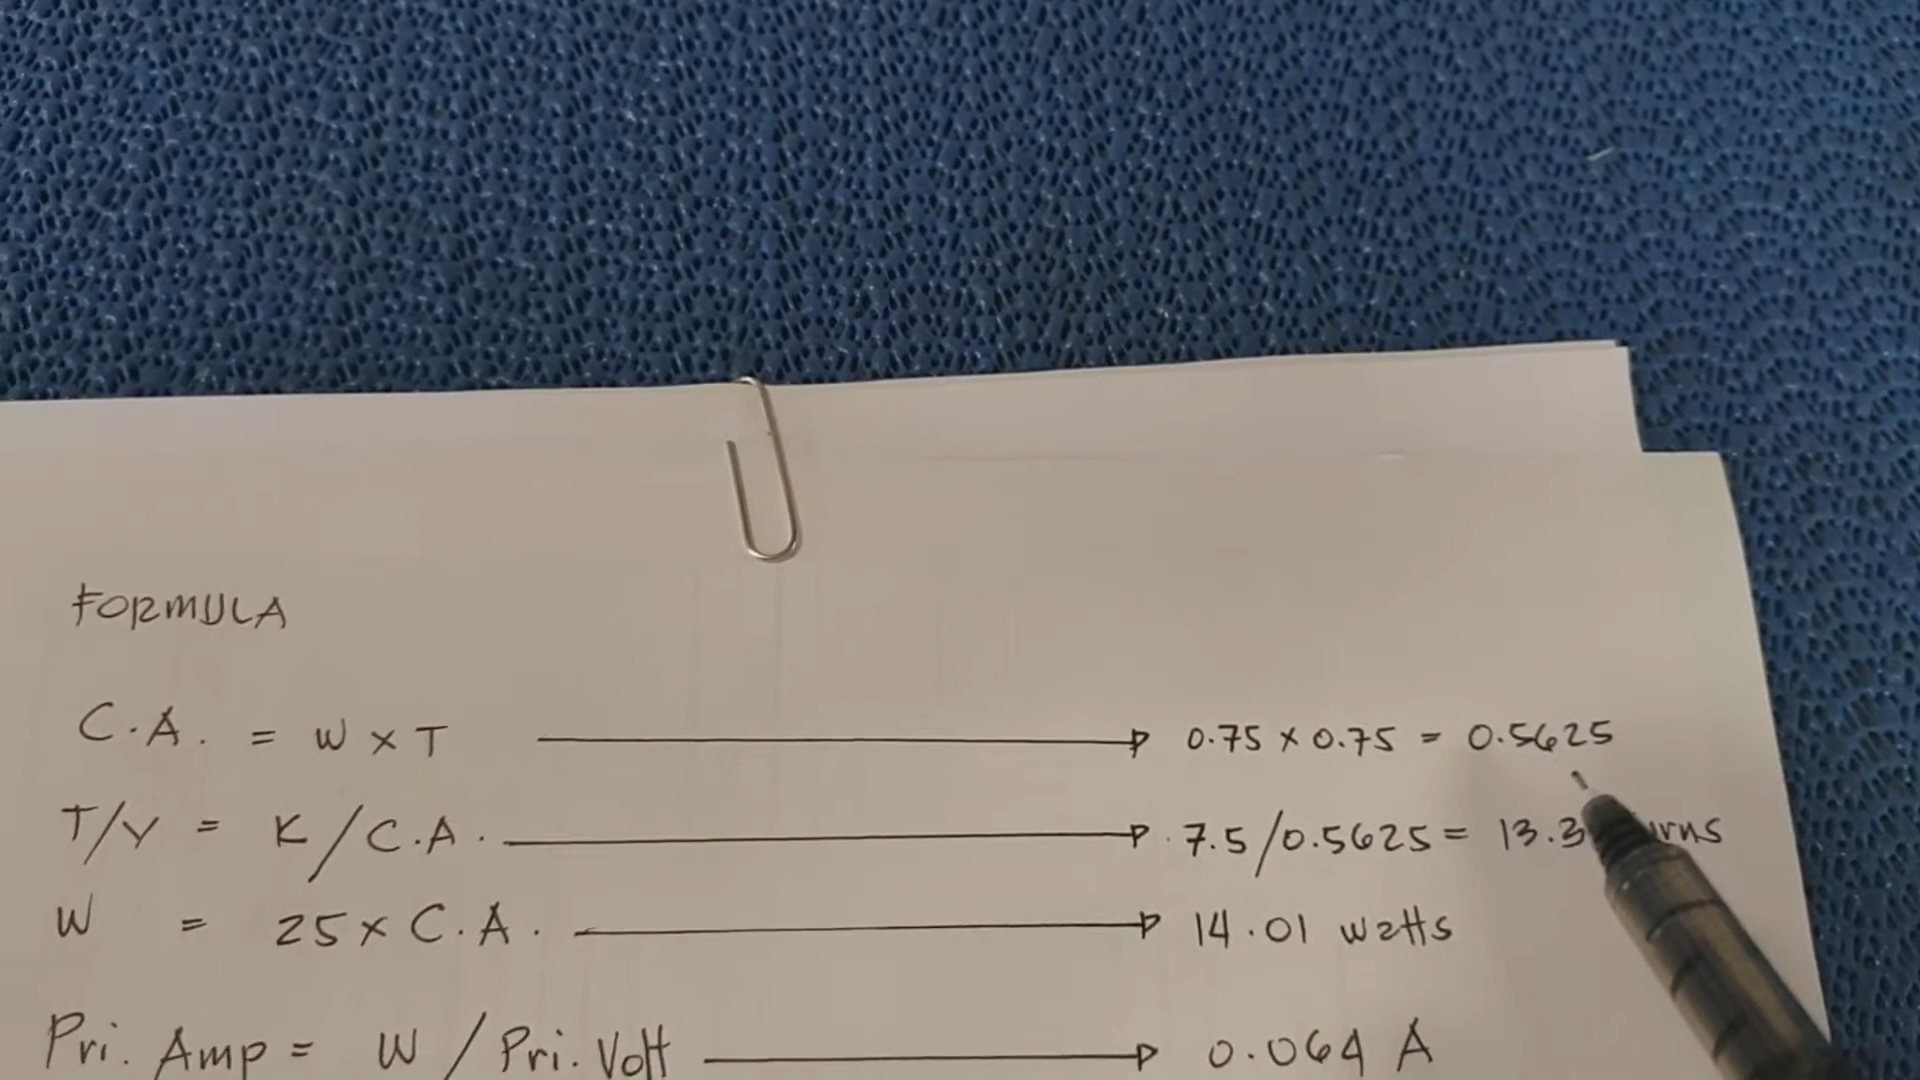 FORMULA
C.A. = W x T 0.75 x 0.75 = 0.5625
T/V = K/C.A. 7.5/0.5625 = 13.3
W = 25 x C.A. 14.01 watts
Pri. Amp = W / Pri. Volt 0.064 A